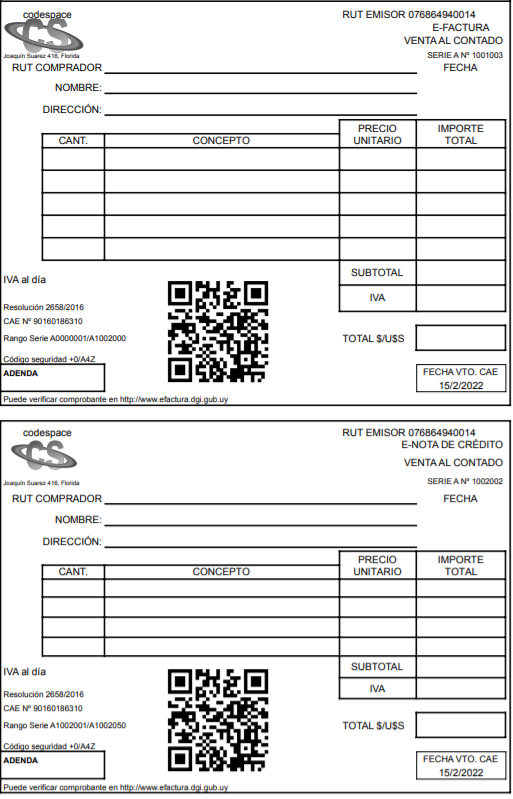 codespace
CS
Joaquín Suarez 416, Florida
RUT EMISOR 076864940014
E-FACTURA
VENTA AL CONTADO
SERIE A Nº 1001003
RUT COMPRADOR
FECHA
NOMBRE:
DIRECCIÓN:
CANT.
CONCEPTO
PRECIO UNITARIO
IMPORTE TOTAL
SUBTOTAL
IVA
IVA al día
Resolución 2658/2016
CAE Nº 90160186310
Rango Serie A0000001/A1002000
TOTAL $/U$S
Código seguridad +0/A4Z
ADENDA
FECHA VTO. CAE
15/2/2022
Puede verificar comprobante en http://www.efactura.dgi.gub.uy
codespace
CS
Joaquín Suarez 416, Florida
RUT EMISOR 076864940014
E-NOTA DE CRÉDITO
VENTA AL CONTADO
SERIE A Nº 1002002
RUT COMPRADOR
FECHA
NOMBRE:
DIRECCIÓN:
CANT.
CONCEPTO
PRECIO UNITARIO
IMPORTE TOTAL
SUBTOTAL
IVA
IVA al día
Resolución 2658/2016
CAE Nº 90160186310
Rango Serie A1002001/A1002050
TOTAL $/U$S
Código seguridad +0/A4Z
ADENDA
FECHA VTO. CAE
15/2/2022
Puede verificar comprobante en http://www.efactura.dgi.gub.uy